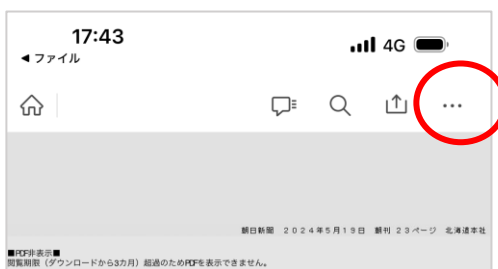 17:43
4G
◀ ファイル
朝日新聞 2024年5月19日 朝刊 23ページ 北海道本社
■PDF非表示■
閲覧期限（ダウンロードから3カ月）超過のためPDFを表示できません。